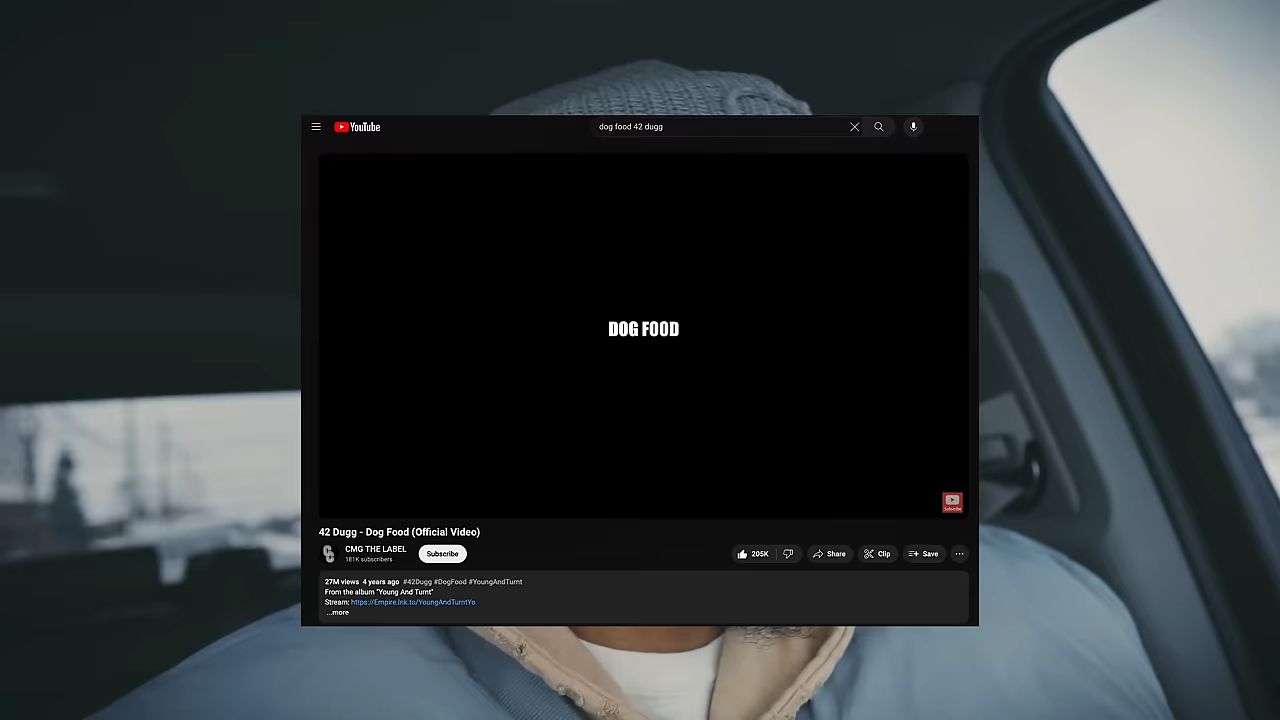 YouTube
dog food 42 dugg
DOG FOOD
Subscribe
42 Dugg - Dog Food (Official Video)
CMG THE LABEL
181K subscribers
Subscribe
205K
Share
Clip
Save
27M views 4 years ago #42Dugg #DogFood #YoungAndTurnt
From the album "Young And Turnt"
Stream: https://Empire.lnk.to/YoungAndTurntYo
...more